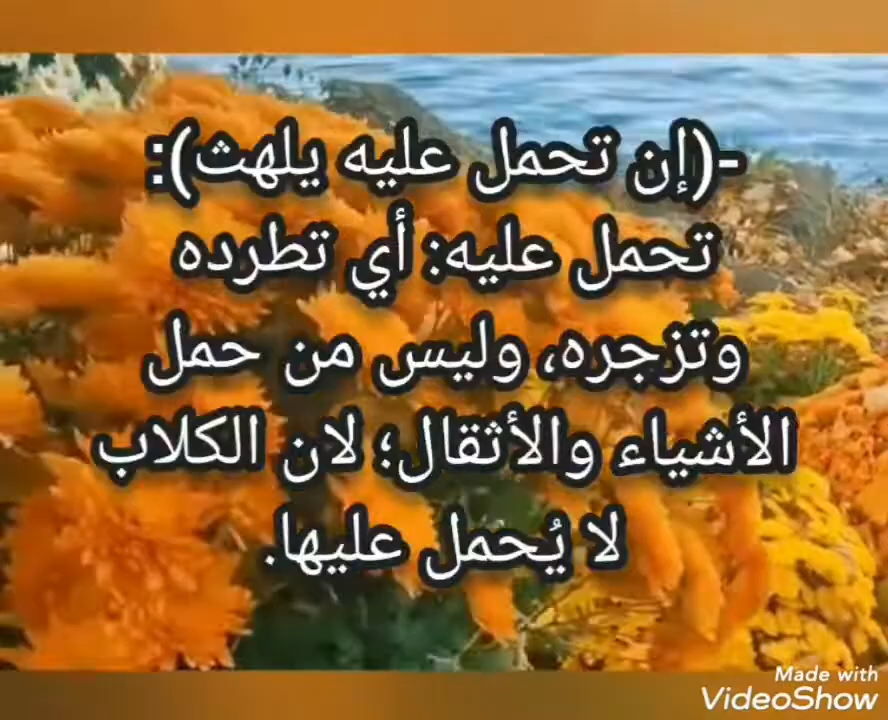 -(إن تحمل عليه يلهث):
تحمل عليه: أي تطرده
وتزجره، وليس من حمل
الأشياء والأثقال؛ لان الكلاب
لا يُحمل عليها.
Made with
VideoShow